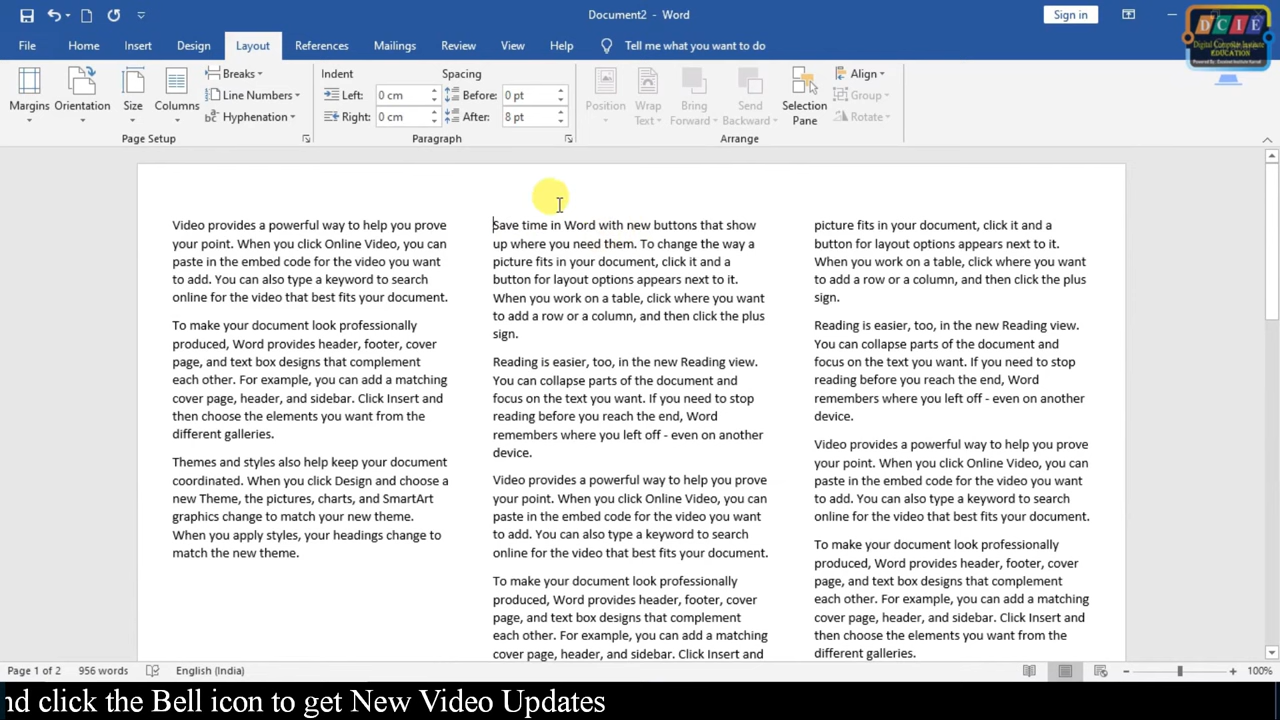 Document2 - Word
Sign in
File Home Insert Design Layout References Mailings Review View Help Tell me what you want to do
DCIE
EDUCATION
Margins
Orientation
Size
Columns
Breaks
Line Numbers
Hyphenation
Page Setup
Indent
Left: 0 cm
Right: 0 cm
Spacing
Before: 0 pt
After: 8 pt
Paragraph
Position
Wrap
Text
Bring
Forward
Send
Backward
Selection
Pane
Align
Group
Rotate
Arrange
Video provides a powerful way to help you prove
your point. When you click Online Video, you can
paste in the embed code for the video you want
to add. You can also type a keyword to search
online for the video that best fits your document.
To make your document look professionally
produced, Word provides header, footer, cover
page, and text box designs that complement
each other. For example, you can add a matching
cover page, header, and sidebar. Click Insert and
then choose the elements you want from the
different galleries.
Themes and styles also help keep your document
coordinated. When you click Design and choose a
new Theme, the pictures, charts, and SmartArt
graphics change to match your new theme.
When you apply styles, your headings change to
match the new theme.
Save time in Word with new buttons that show
up where you need them. To change the way a
picture fits in your document, click it and a
button for layout options appears next to it.
When you work on a table, click where you want
to add a row or a column, and then click the plus
sign.
Reading is easier, too, in the new Reading view.
You can collapse parts of the document and
focus on the text you want. If you need to stop
reading before you reach the end, Word
remembers where you left off - even on another
device.
Video provides a powerful way to help you prove
your point. When you click Online Video, you can
paste in the embed code for the video you want
to add. You can also type a keyword to search
online for the video that best fits your document.
To make your document look professionally
produced, Word provides header, footer, cover
page, and text box designs that complement
each other. For example, you can add a matching
cover page, header, and sidebar. Click Insert and
picture fits in your document, click it and a
button for layout options appears next to it.
When you work on a table, click where you want
to add a row or a column, and then click the plus
sign.
Reading is easier, too, in the new Reading view.
You can collapse parts of the document and
focus on the text you want. If you need to stop
reading before you reach the end, Word
remembers where you left off - even on another
device.
Video provides a powerful way to help you prove
your point. When you click Online Video, you can
paste in the embed code for the video you want
to add. You can also type a keyword to search
online for the video that best fits your document.
To make your document look professionally
produced, Word provides header, footer, cover
page, and text box designs that complement
each other. For example, you can add a matching
cover page, header, and sidebar. Click Insert and
then choose the elements you want from the
different galleries.
Page 1 of 2 956 words English (India) 100%
nd click the Bell icon to get New Video Updates